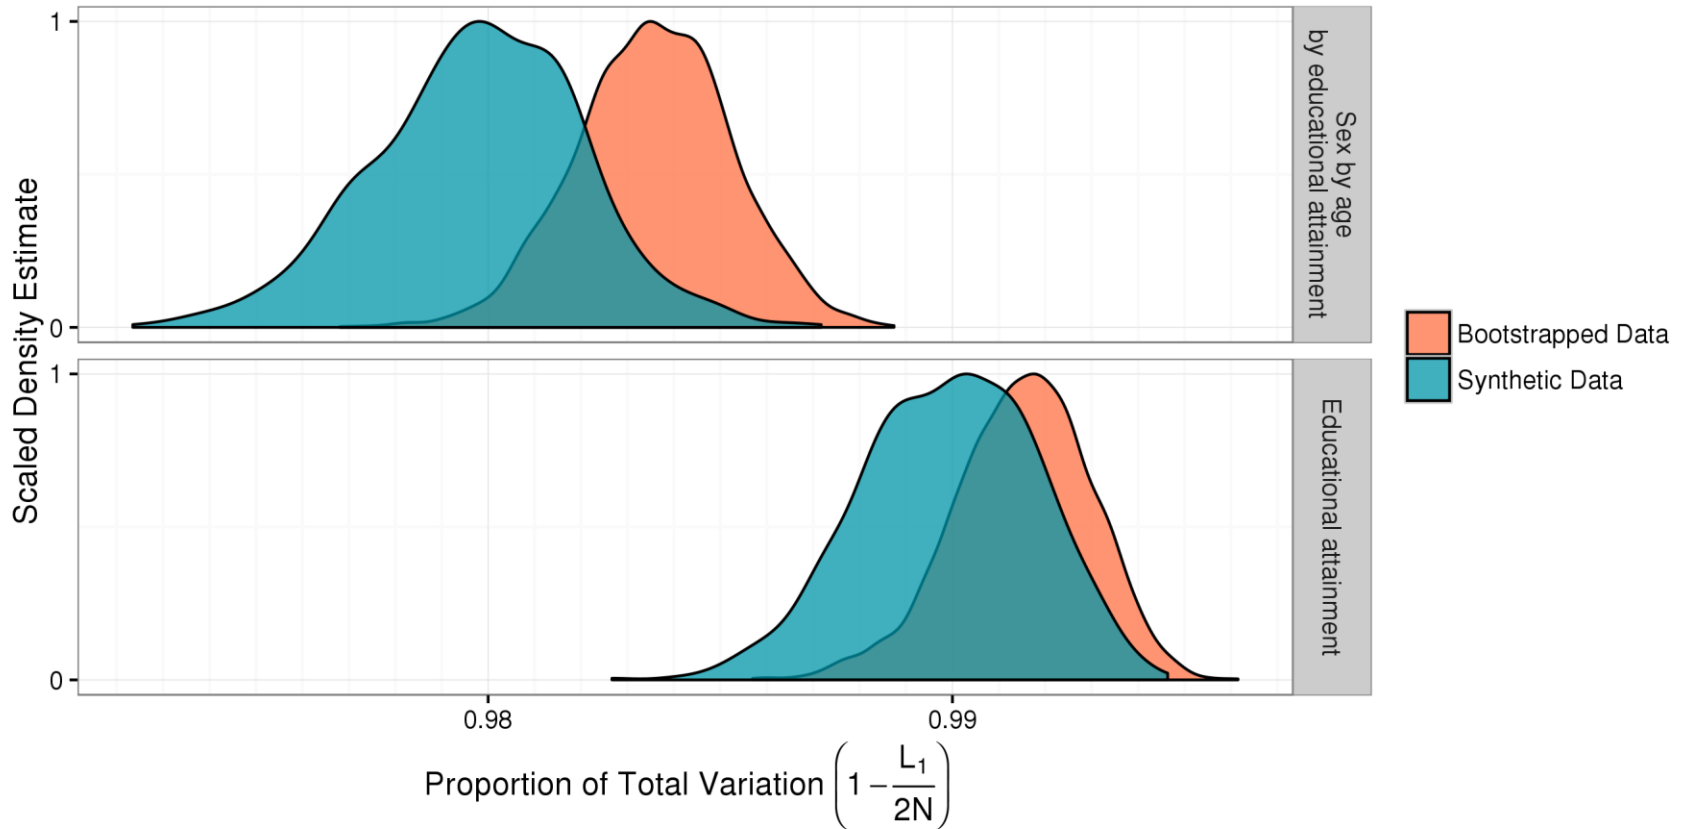 Scaled Density Estimate
1
0
Sex by age
by educational attainment
1
0
Educational attainment
0.98
0.99
Proportion of Total Variation (1 − L₁/2N)
Bootstrapped Data
Synthetic Data